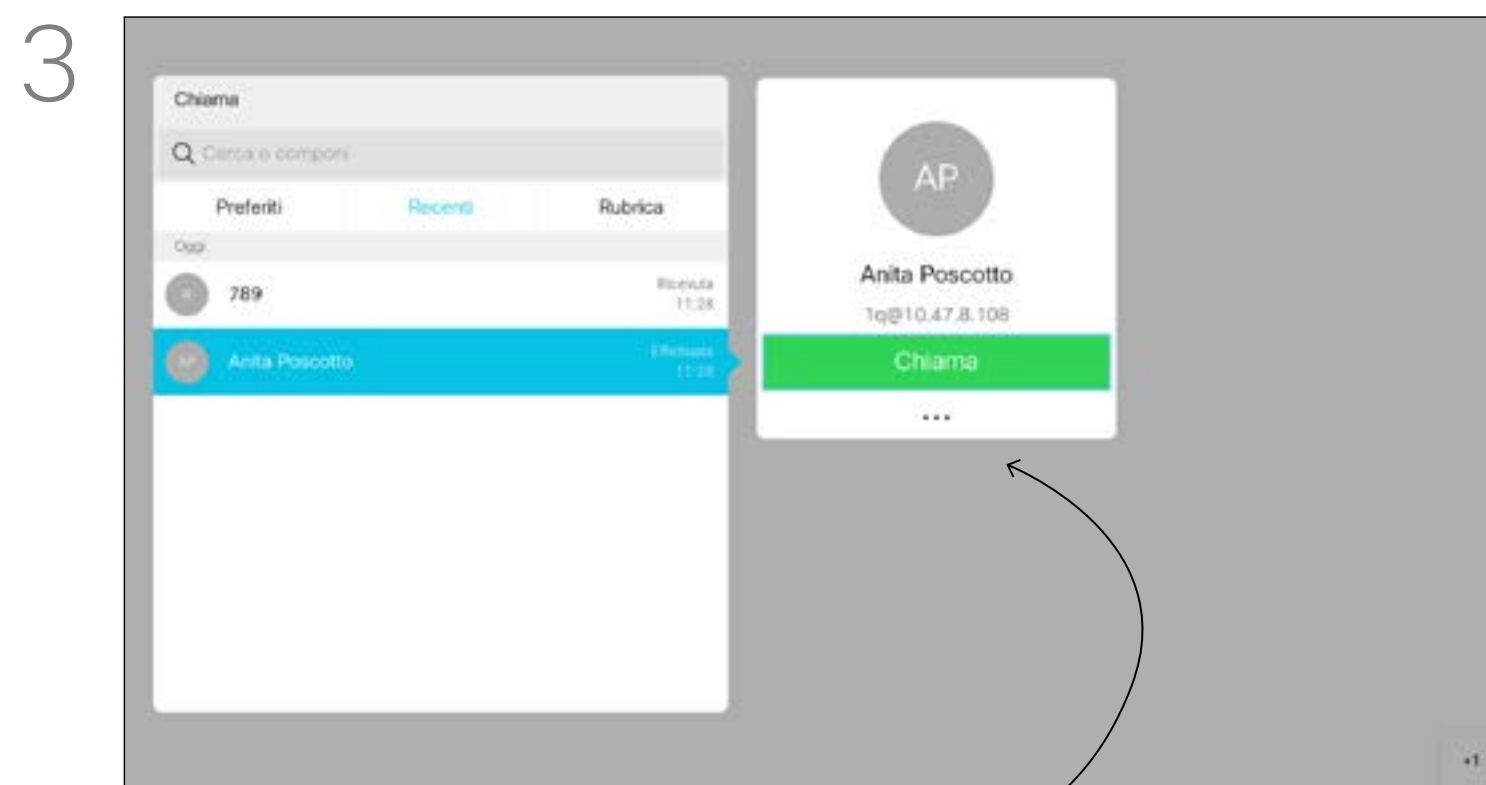 3
Chiama
Cerca o componi
Preferiti Recenti Rubrica
Oggi
789 Ricevuta
11:28
AP Anita Poscotto Effettuata
11:28
AP
Anita Poscotto
1q@10.47.8.108
Chiama
...
+1